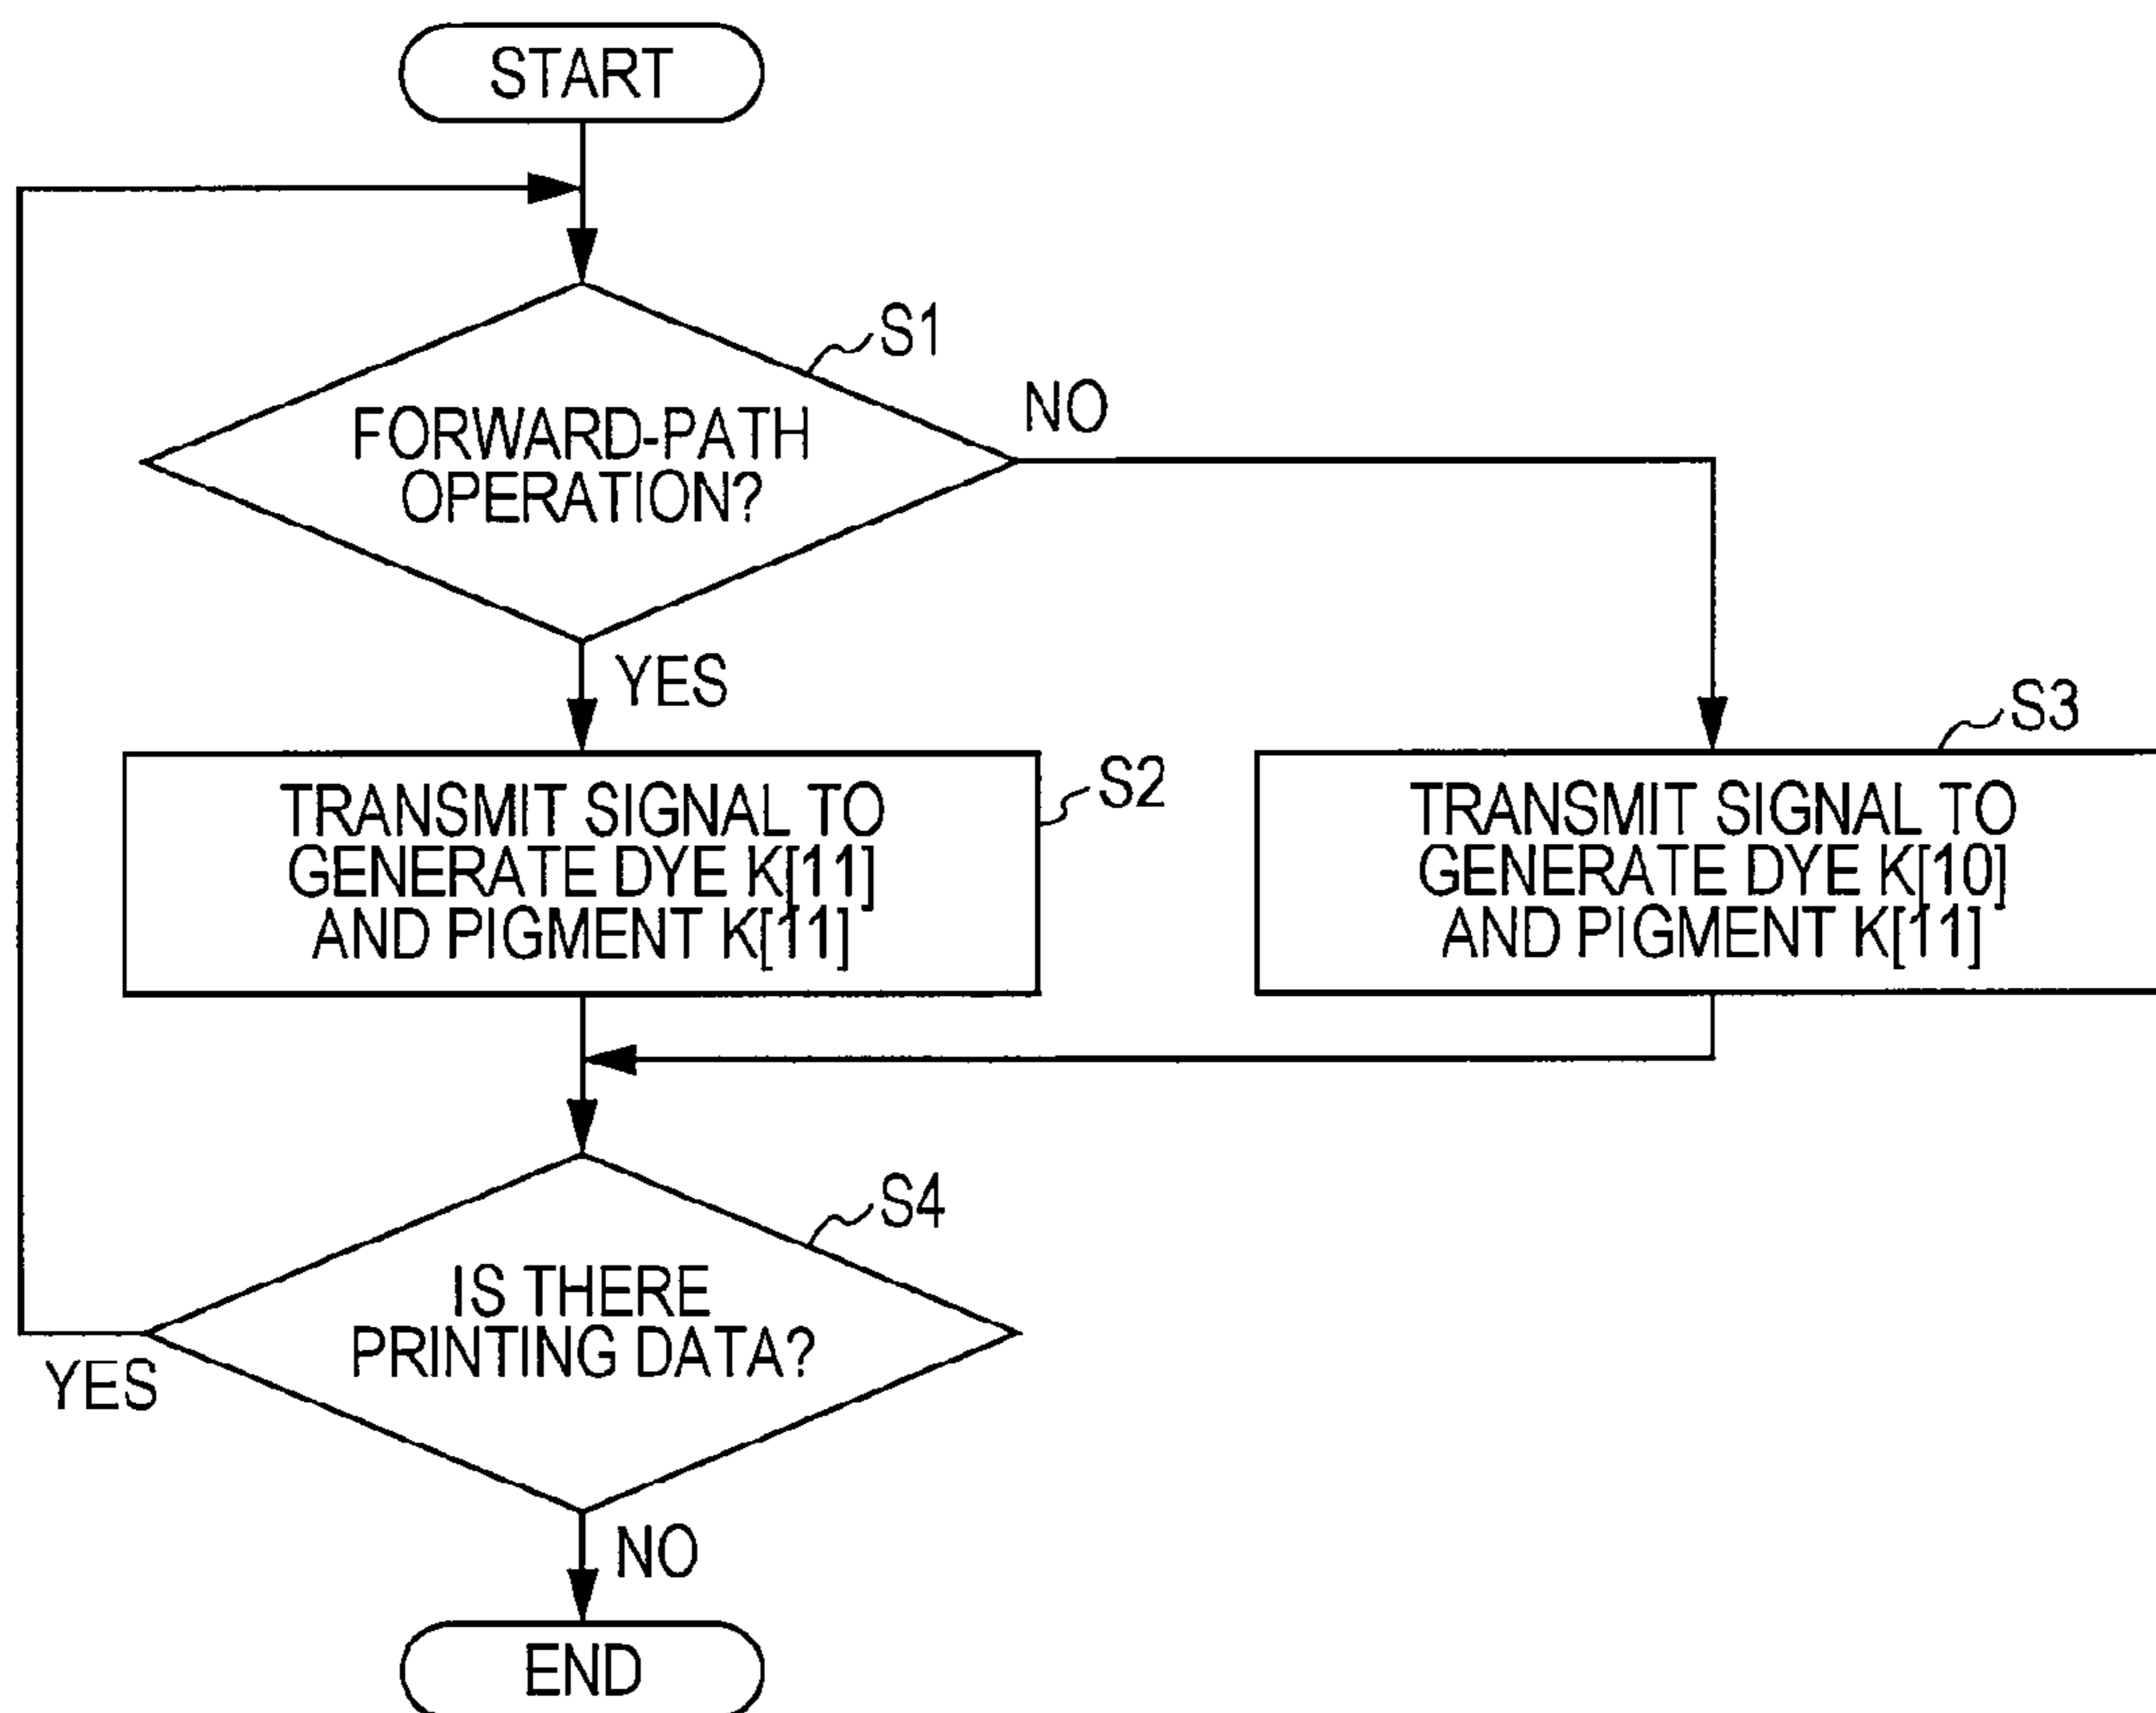 START
S1
FORWARD-PATH
OPERATION?
NO
YES
S2
TRANSMIT SIGNAL TO
GENERATE DYE K[11]
AND PIGMENT K[11]
S3
TRANSMIT SIGNAL TO
GENERATE DYE K[10]
AND PIGMENT K[11]
S4
IS THERE
PRINTING DATA?
YES
NO
END